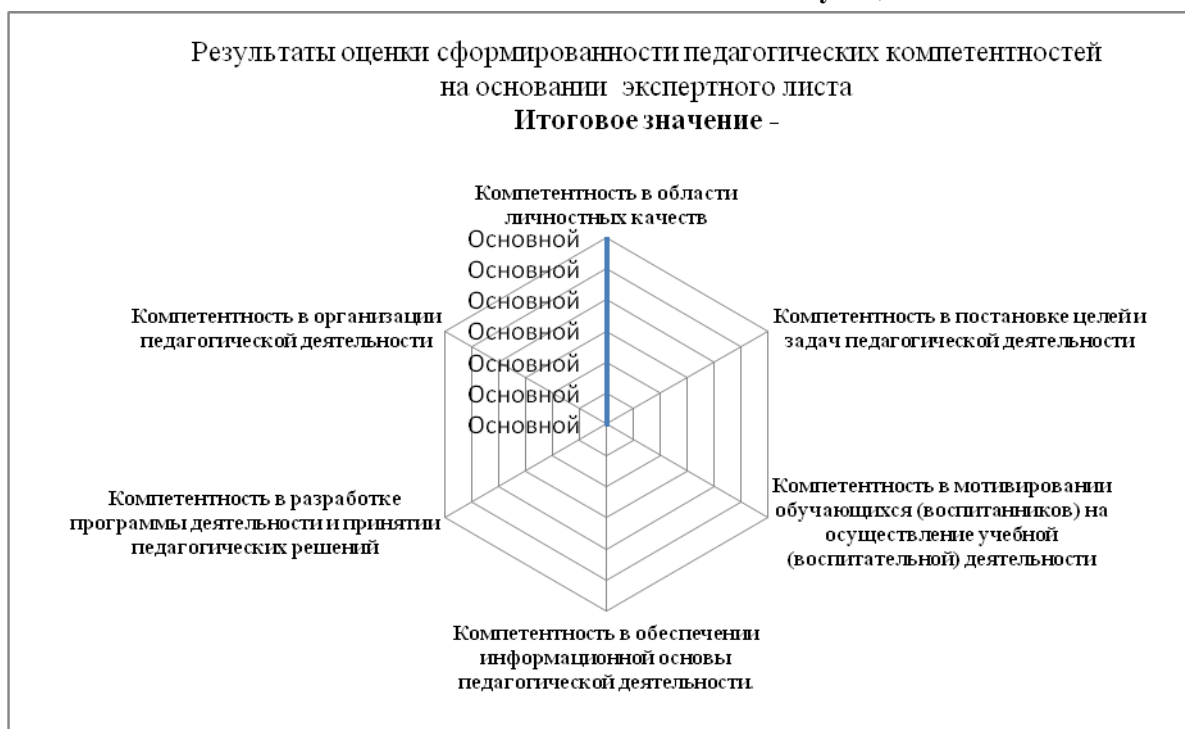 Результаты оценки сформированности педагогических компетентностей
на основании экспертного листа
Итоговое значение -
Компетентность в области
личностных качеств
Основной
Основной
Основной
Основной
Основной
Основной
Основной
Компетентность в постановке целей и
задач педагогической деятельности
Компетентность в мотивировании
обучающихся (воспитанников) на
осуществление учебной
(воспитательной) деятельности
Компетентность в обеспечении
информационной основы
педагогической деятельности.
Компетентность в разработке
программы деятельности и принятии
педагогических решений
Компетентность в организации
педагогической деятельности